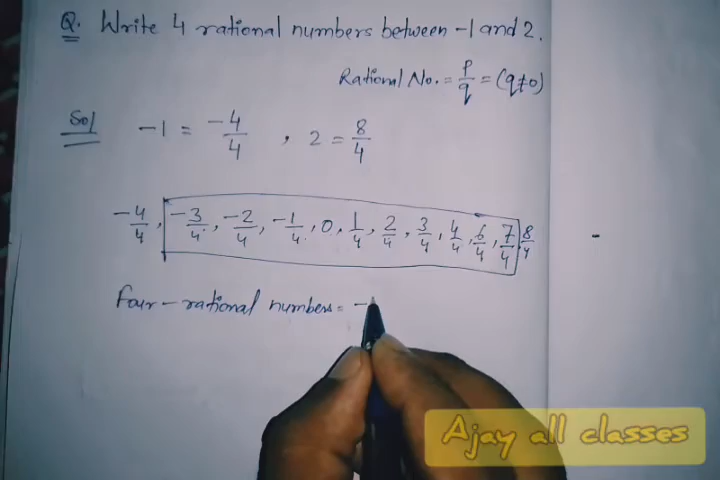 Q. Write 4 rational numbers between -1 and 2.
Rational No. = p/q = (q≠0)
Sol -1 = -4/4 , 2 = 8/4
-4/4, -3/4, -2/4, -1/4, 0, 1/4, 2/4, 3/4, 4/4, 6/4, 7/4, 8/4
Four - rational numbers = -
Ajay all classes